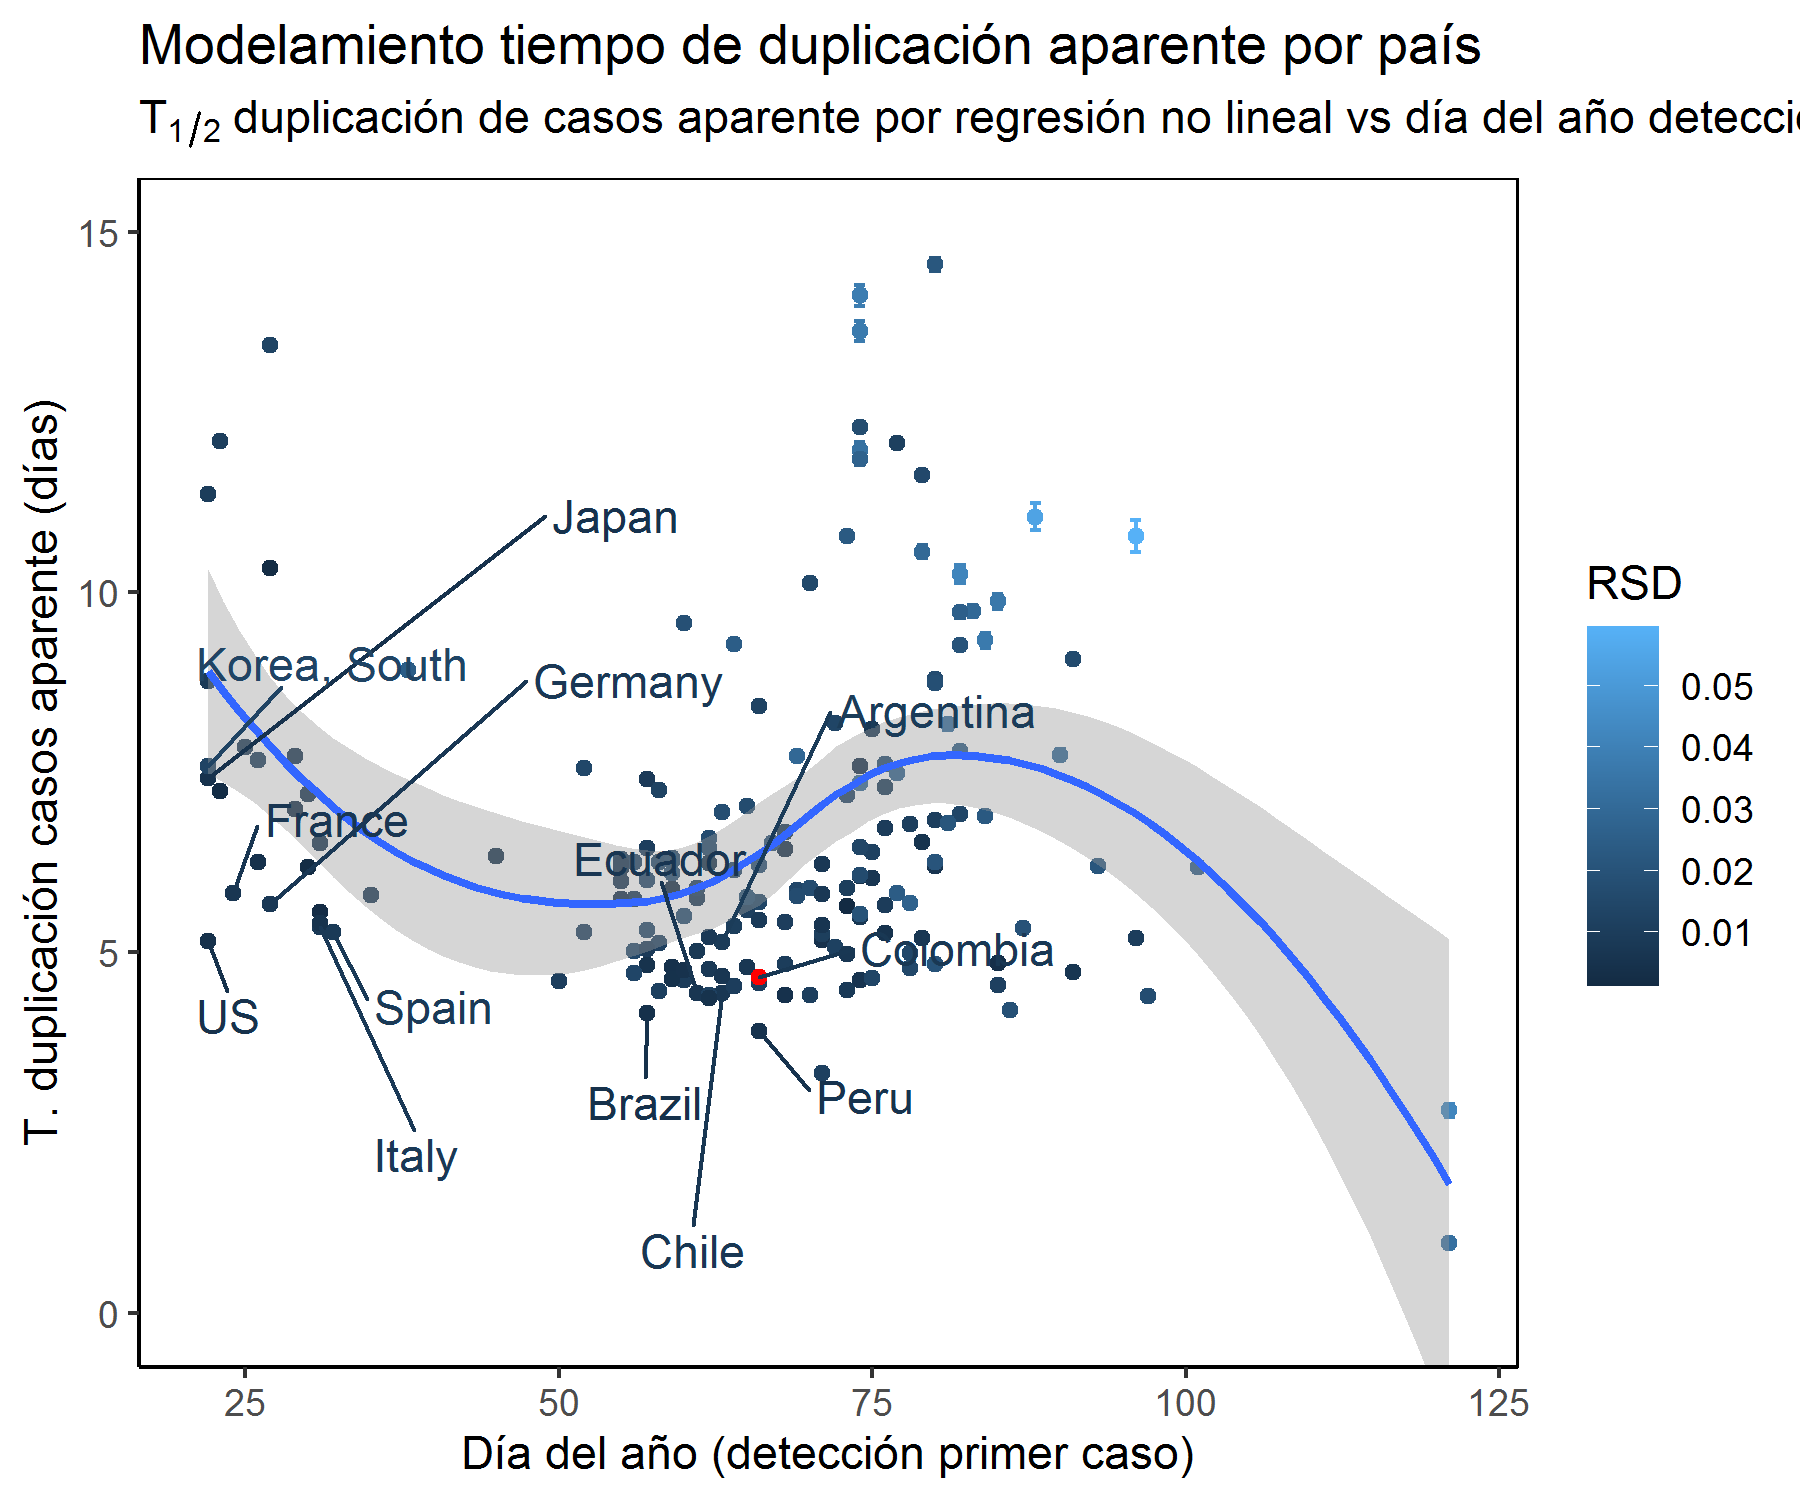 Modelamiento tiempo de duplicación aparente por país
T1/2 duplicación de casos aparente por regresión no lineal vs día del año detecci
T. duplicación casos aparente (días)
15
10
5
0
Japan
Korea, South
Germany
Argentina
France
Ecuador
Colombia
US
Spain
Brazil
Peru
Italy
Chile
25
50
75
100
125
Día del año (detección primer caso)
RSD
0.05
0.04
0.03
0.02
0.01